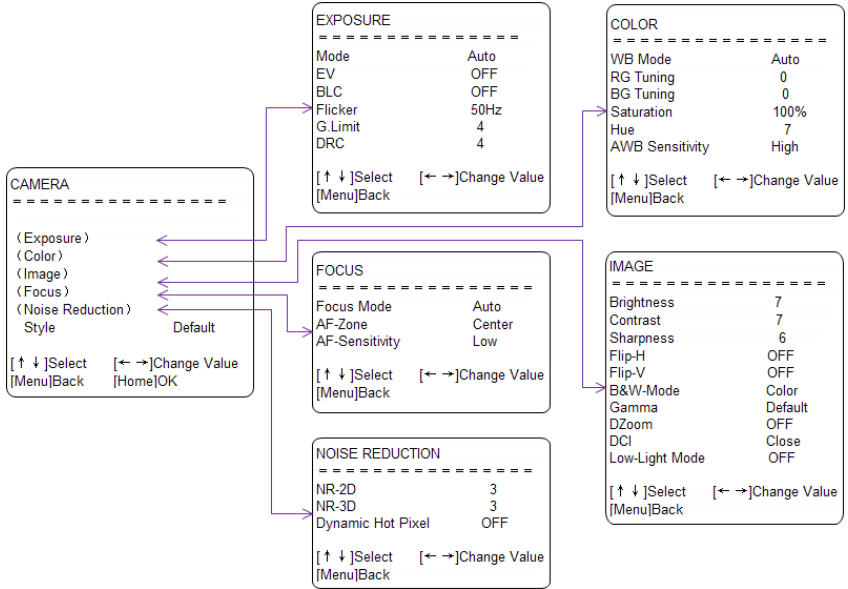 CAMERA
= = = = = = = = = = = = = = =
(Exposure)
(Color)
(Image)
(Focus)
(Noise Reduction)
Style Default
[↑ ↓]Select [← →]Change Value
[Menu]Back [Home]OK
EXPOSURE
= = = = = = = = = = = = = =
Mode Auto
EV OFF
BLC OFF
Flicker 50Hz
G.Limit 4
DRC 4
[↑ ↓]Select [← →]Change Value
[Menu]Back
FOCUS
= = = = = = = = = = = = = = =
Focus Mode Auto
AF-Zone Center
AF-Sensitivity Low
[↑ ↓]Select [← →]Change Value
[Menu]Back
NOISE REDUCTION
= = = = = = = = = = = = = = =
NR-2D 3
NR-3D 3
Dynamic Hot Pixel OFF
[↑ ↓]Select [← →]Change Value
[Menu]Back
COLOR
= = = = = = = = = = = = = = =
WB Mode Auto
RG Tuning 0
BG Tuning 0
Saturation 100%
Hue 7
AWB Sensitivity High
[↑ ↓]Select [← →]Change Value
[Menu]Back
IMAGE
= = = = = = = = = = = = = = =
Brightness 7
Contrast 7
Sharpness 6
Flip-H OFF
Flip-V OFF
B&W-Mode Color
Gamma Default
DZoom OFF
DCI Close
Low-Light Mode OFF
[↑ ↓]Select [← →]Change Value
[Menu]Back